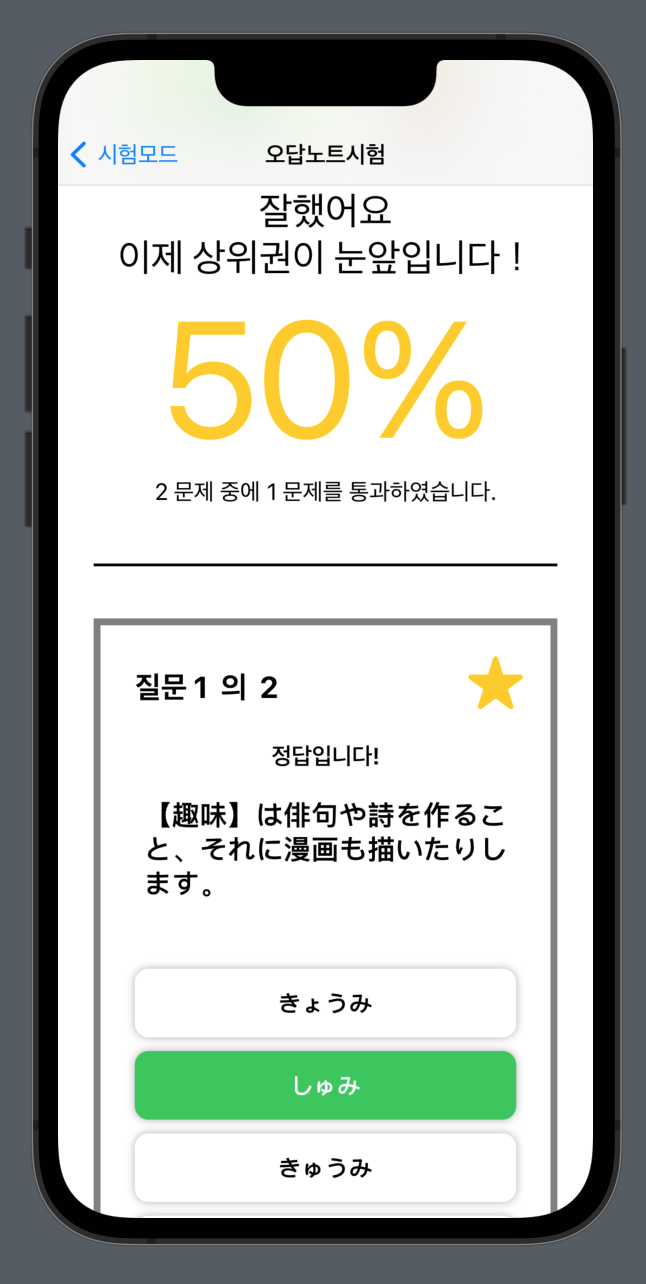 시험모드
오답노트시험
잘했어요
이제 상위권이 눈앞입니다 !
50%
2 문제 중에 1 문제를 통과하였습니다.
질문 1 의 2
정답입니다!
【趣味】は俳句や詩を作るこ
と、それに漫画も描いたりし
ます。
きょうみ
しゅみ
きゅうみ